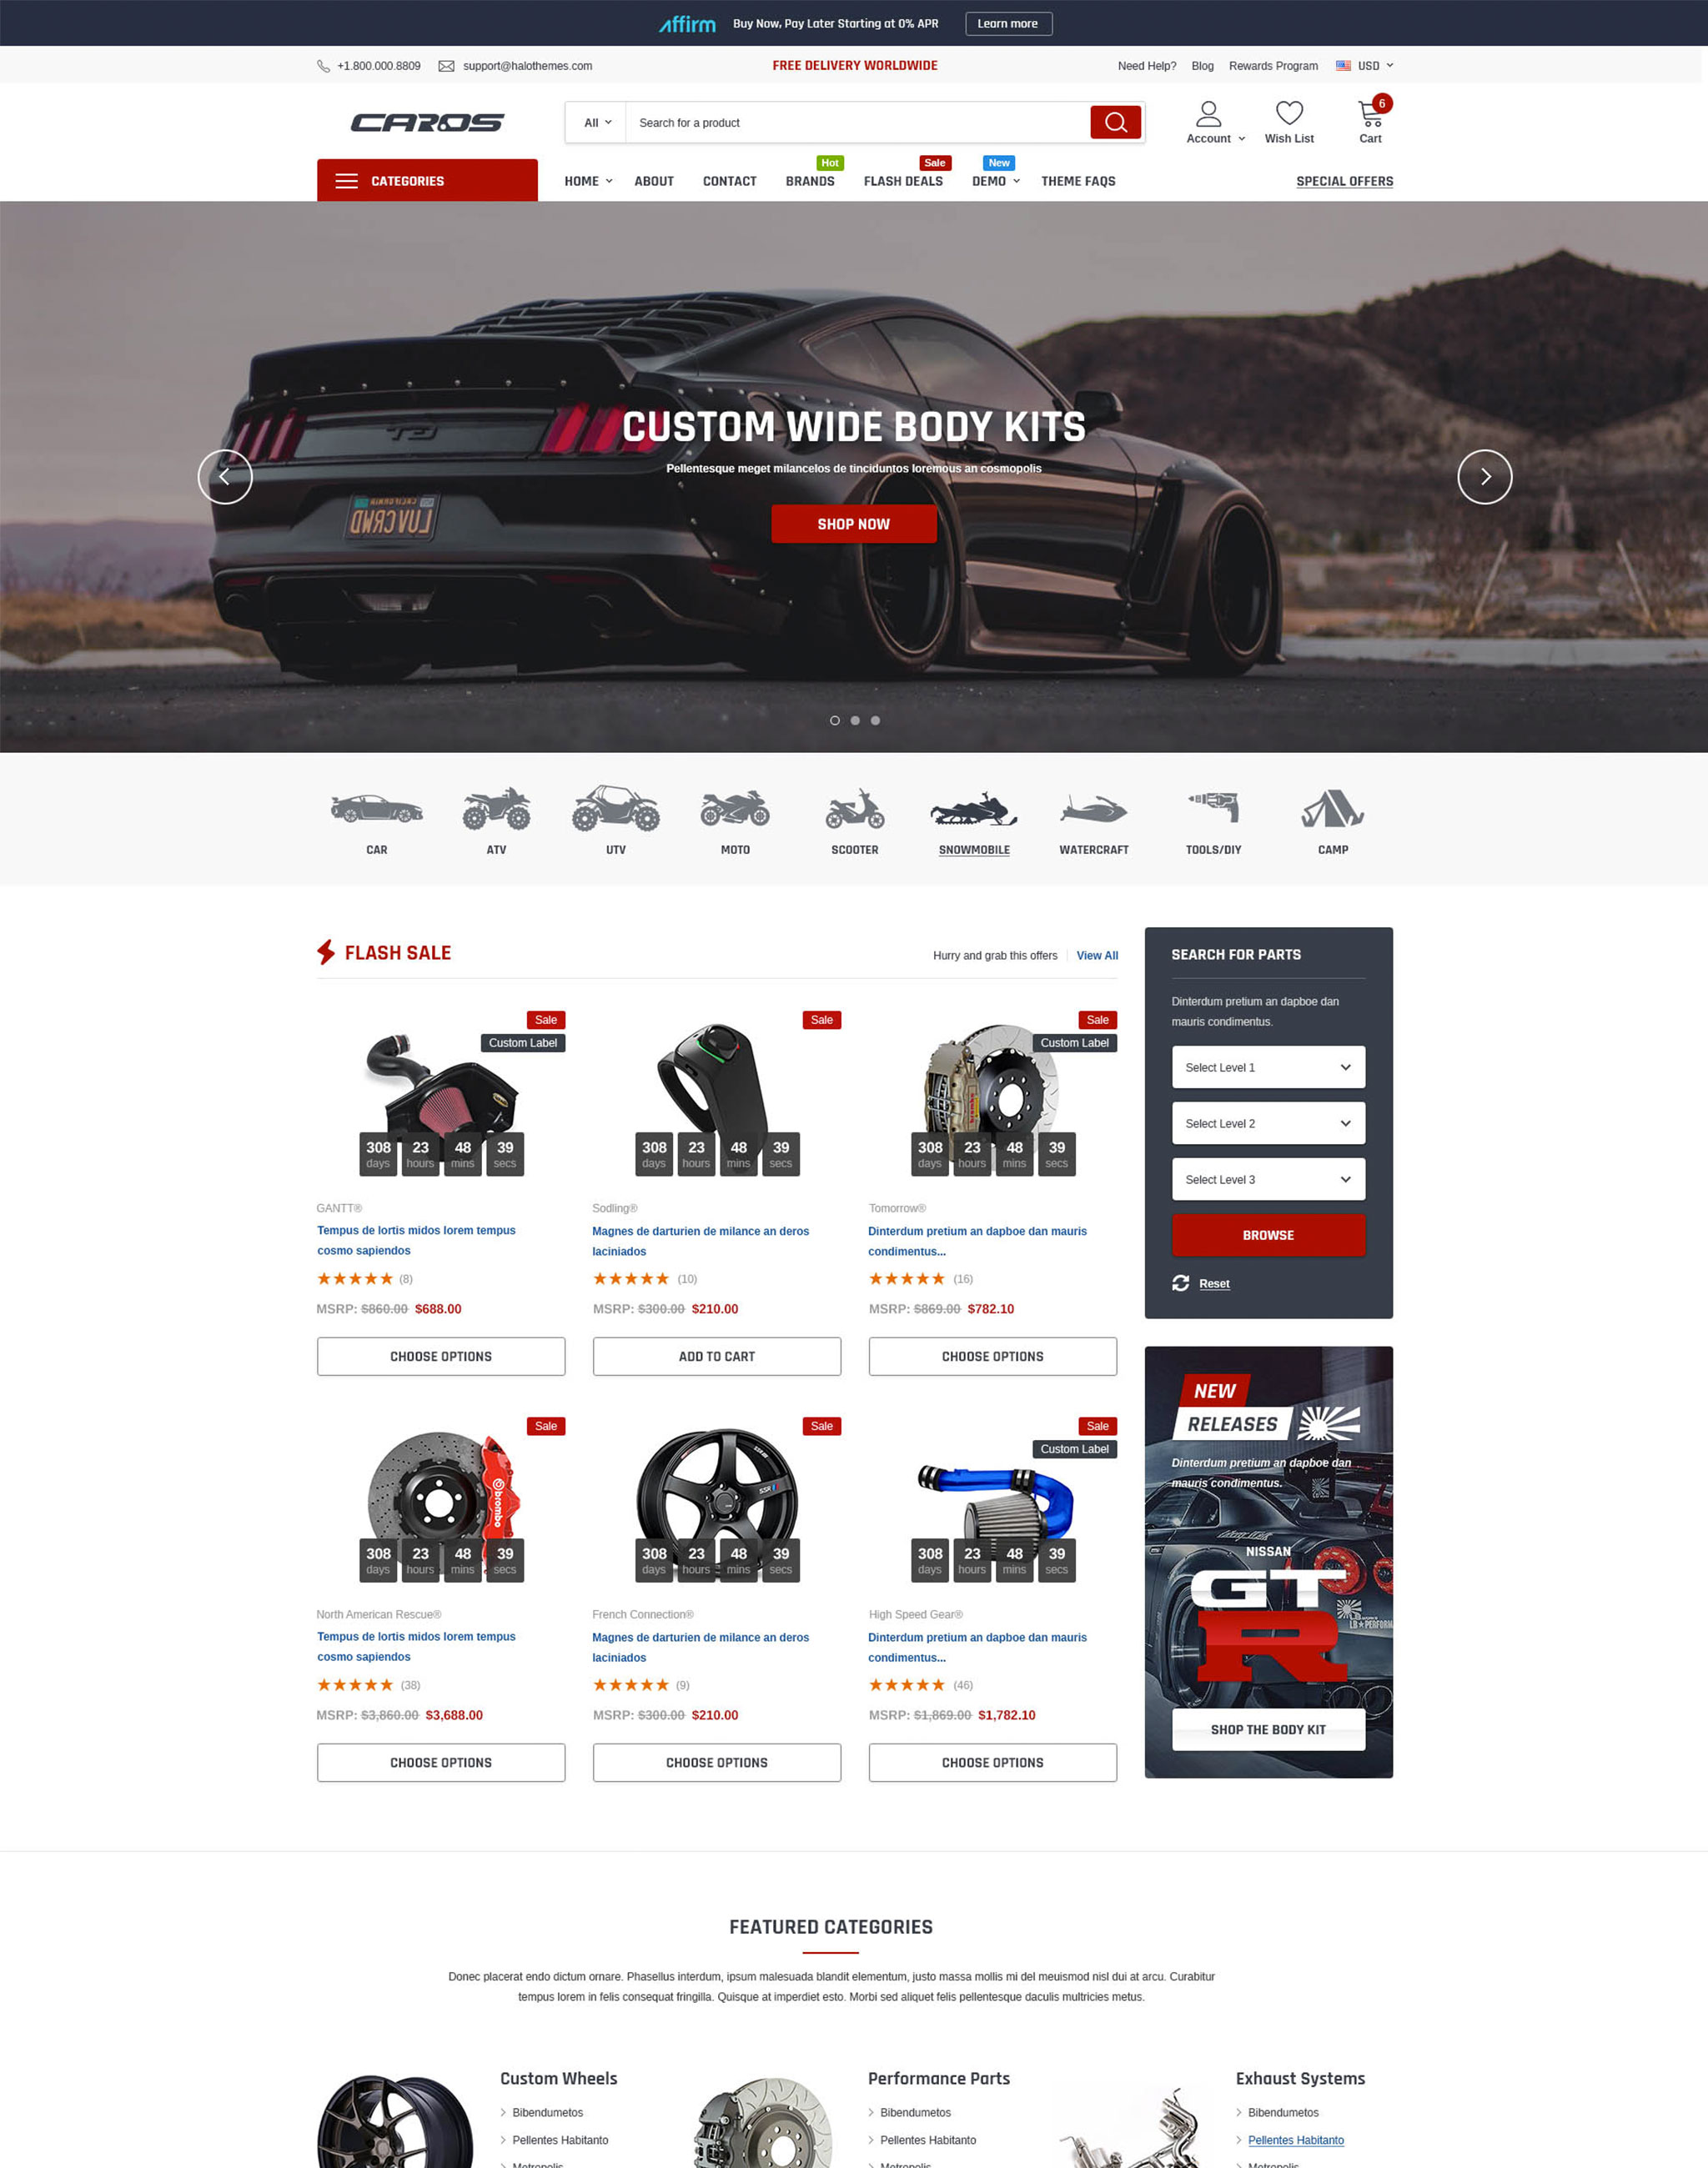 affirm Buy Now, Pay Later Starting at 0% APR Learn more
+1.800.000.8809 support@halothemes.com FREE DELIVERY WORLDWIDE Need Help? Blog Rewards Program USD
CAROS All Search for a product Account Wish List 6 Cart
Hot Sale New
CATEGORIES HOME ABOUT CONTACT BRANDS FLASH DEALS DEMO THEME FAQS SPECIAL OFFERS
CUSTOM WIDE BODY KITS
Pellentesque meget milancelos de tinciduntos loremous an cosmopolis
LUV CRWD
SHOP NOW
CAR ATV UTV MOTO SCOOTER SNOWMOBILE WATERCRAFT TOOLS/DIY CAMP
FLASH SALE Hurry and grab this offers View All
Sale Sale Sale
Custom Label Custom Label
308 23 48 39 308 23 48 39 308 23 48 39
days hours mins secs days hours mins secs days hours mins secs
GANTT® Sodling® Tomorrow®
Tempus de lortis midos lorem tempus Magnes de darturien de milance an deros Dinterdum pretium an dapboe dan mauris
cosmo sapiendos laciniados condimentus...
(8) (10) (16)
MSRP: $860.00 $688.00 MSRP: $300.00 $210.00 MSRP: $869.00 $782.10
CHOOSE OPTIONS ADD TO CART CHOOSE OPTIONS
Sale Sale Sale
Custom Label
brembo SSR
308 23 48 39 308 23 48 39 308 23 48 39
days hours mins secs days hours mins secs days hours mins secs
North American Rescue® French Connection® High Speed Gear®
Tempus de lortis midos lorem tempus Magnes de darturien de milance an deros Dinterdum pretium an dapboe dan mauris
cosmo sapiendos laciniados condimentus...
(38) (9) (46)
MSRP: $3,860.00 $3,688.00 MSRP: $300.00 $210.00 MSRP: $1,869.00 $1,782.10
CHOOSE OPTIONS CHOOSE OPTIONS CHOOSE OPTIONS
SEARCH FOR PARTS
Dinterdum pretium an dapboe dan
mauris condimentus.
Select Level 1
Select Level 2
Select Level 3
BROWSE
Reset
NEW
RELEASES
Dinterdum pretium an dapboe dan
mauris condimentus.
NISSAN
GT
R
LB★PERFORM
SHOP THE BODY KIT
FEATURED CATEGORIES
Donec placerat endo dictum ornare. Phasellus interdum, ipsum malesuada blandit elementum, justo massa mollis mi del meuismod nisl dui at arcu. Curabitur
tempus lorem in felis consequat fringilla. Quisque at imperdiet esto. Morbi sed aliquet felis pellentesque daculis multricies metus.
Custom Wheels Performance Parts Exhaust Systems
Bibendumetos Bibendumetos Bibendumetos
Pellentes Habitanto Pellentes Habitanto Pellentes Habitanto
Metropolis Metropolis Metropolis